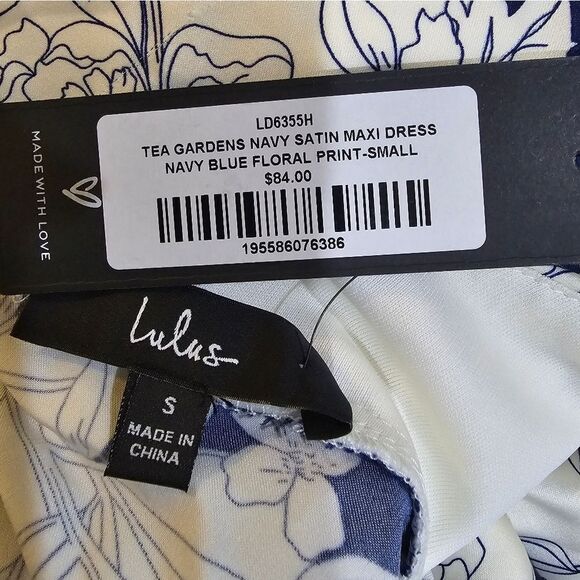 MADE WITH LOVE
LD6355H
TEA GARDENS NAVY SATIN MAXI DRESS
NAVY BLUE FLORAL PRINT-SMALL
$84.00
195586076386
Lulus
S
MADE IN
CHINA